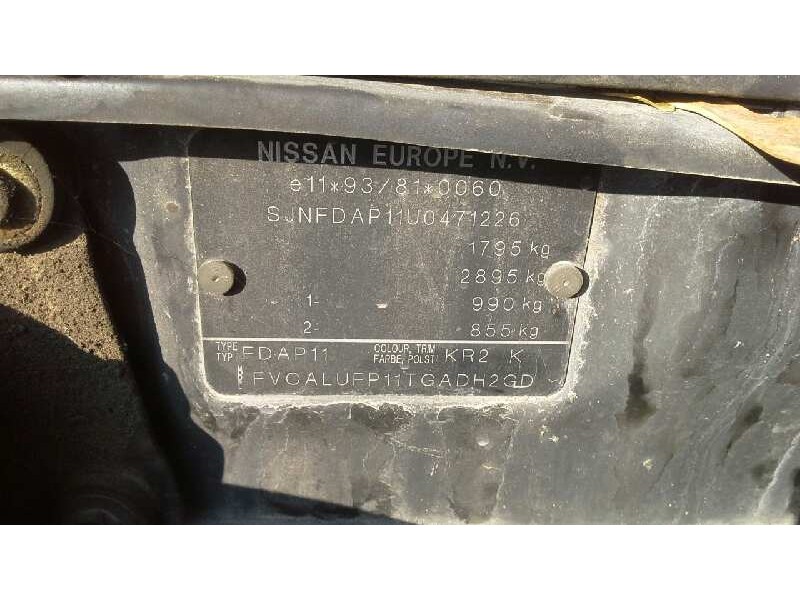 NISSAN EUROPE N.V.
e11*93/81*0060
SJNFDAP11U0471226
1795 kg
2895 kg
1- 990 kg
2- 855 kg
TYPE
TYP FDAP11 COLOUR, TRIM
FARBE, POLST KR2 K
FVOALUFP11TGADH2GD